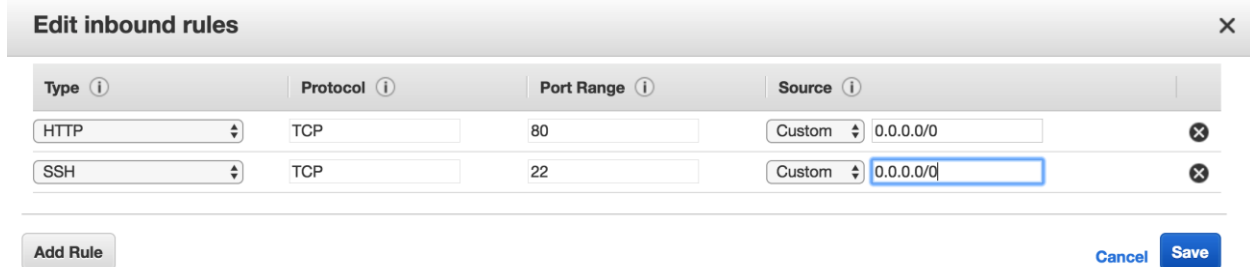 Edit inbound rules
Type Protocol Port Range Source
HTTP TCP 80 Custom 0.0.0.0/0
SSH TCP 22 Custom 0.0.0.0/0
Add Rule Cancel Save